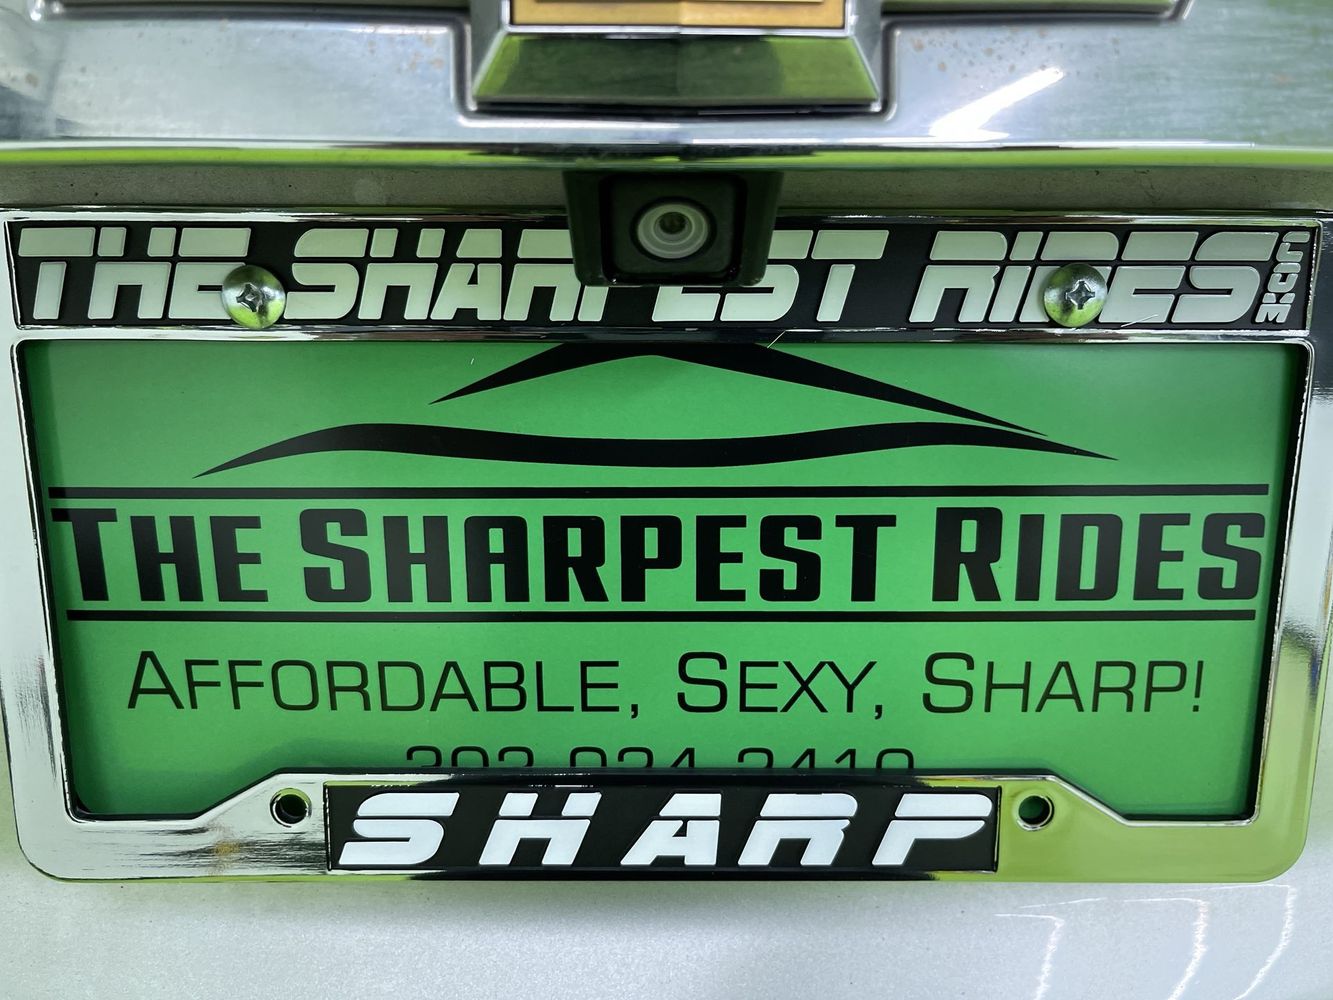 THE SHARPEST RIDES.COM
THE SHARPEST RIDES
AFFORDABLE, SEXY, SHARP!
SHARP